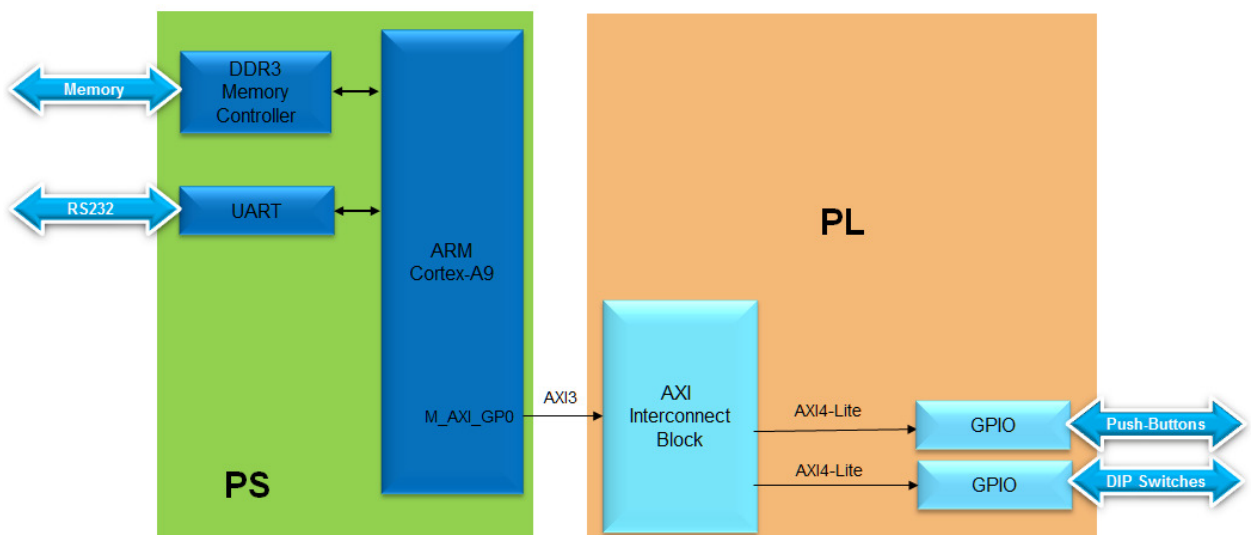 Memory
DDR3
Memory
Controller
RS232
UART
ARM
Cortex-A9
M_AXI_GP0
PS
AXI3
PL
AXI
Interconnect
Block
AXI4-Lite
GPIO
Push-Buttons
AXI4-Lite
GPIO
DIP Switches